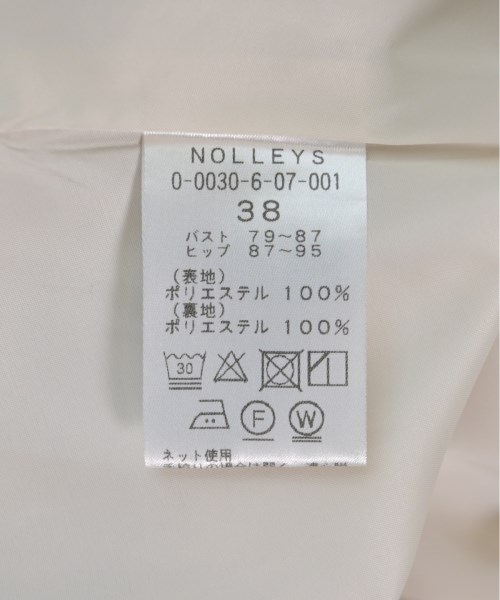 NOLLEYS
0-0030-6-07-001
38
バスト 79～87
ヒップ 87～95
（表地）
ポリエステル 100%
（裏地）
ポリエステル 100%
30
F W
ネット使用